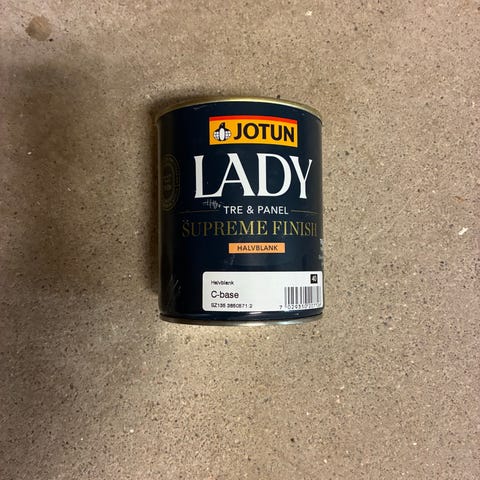 JOTUN
LADY
TRE & PANEL
SUPREME FINISH
HALVBLANK
Halvblank
40
C-base